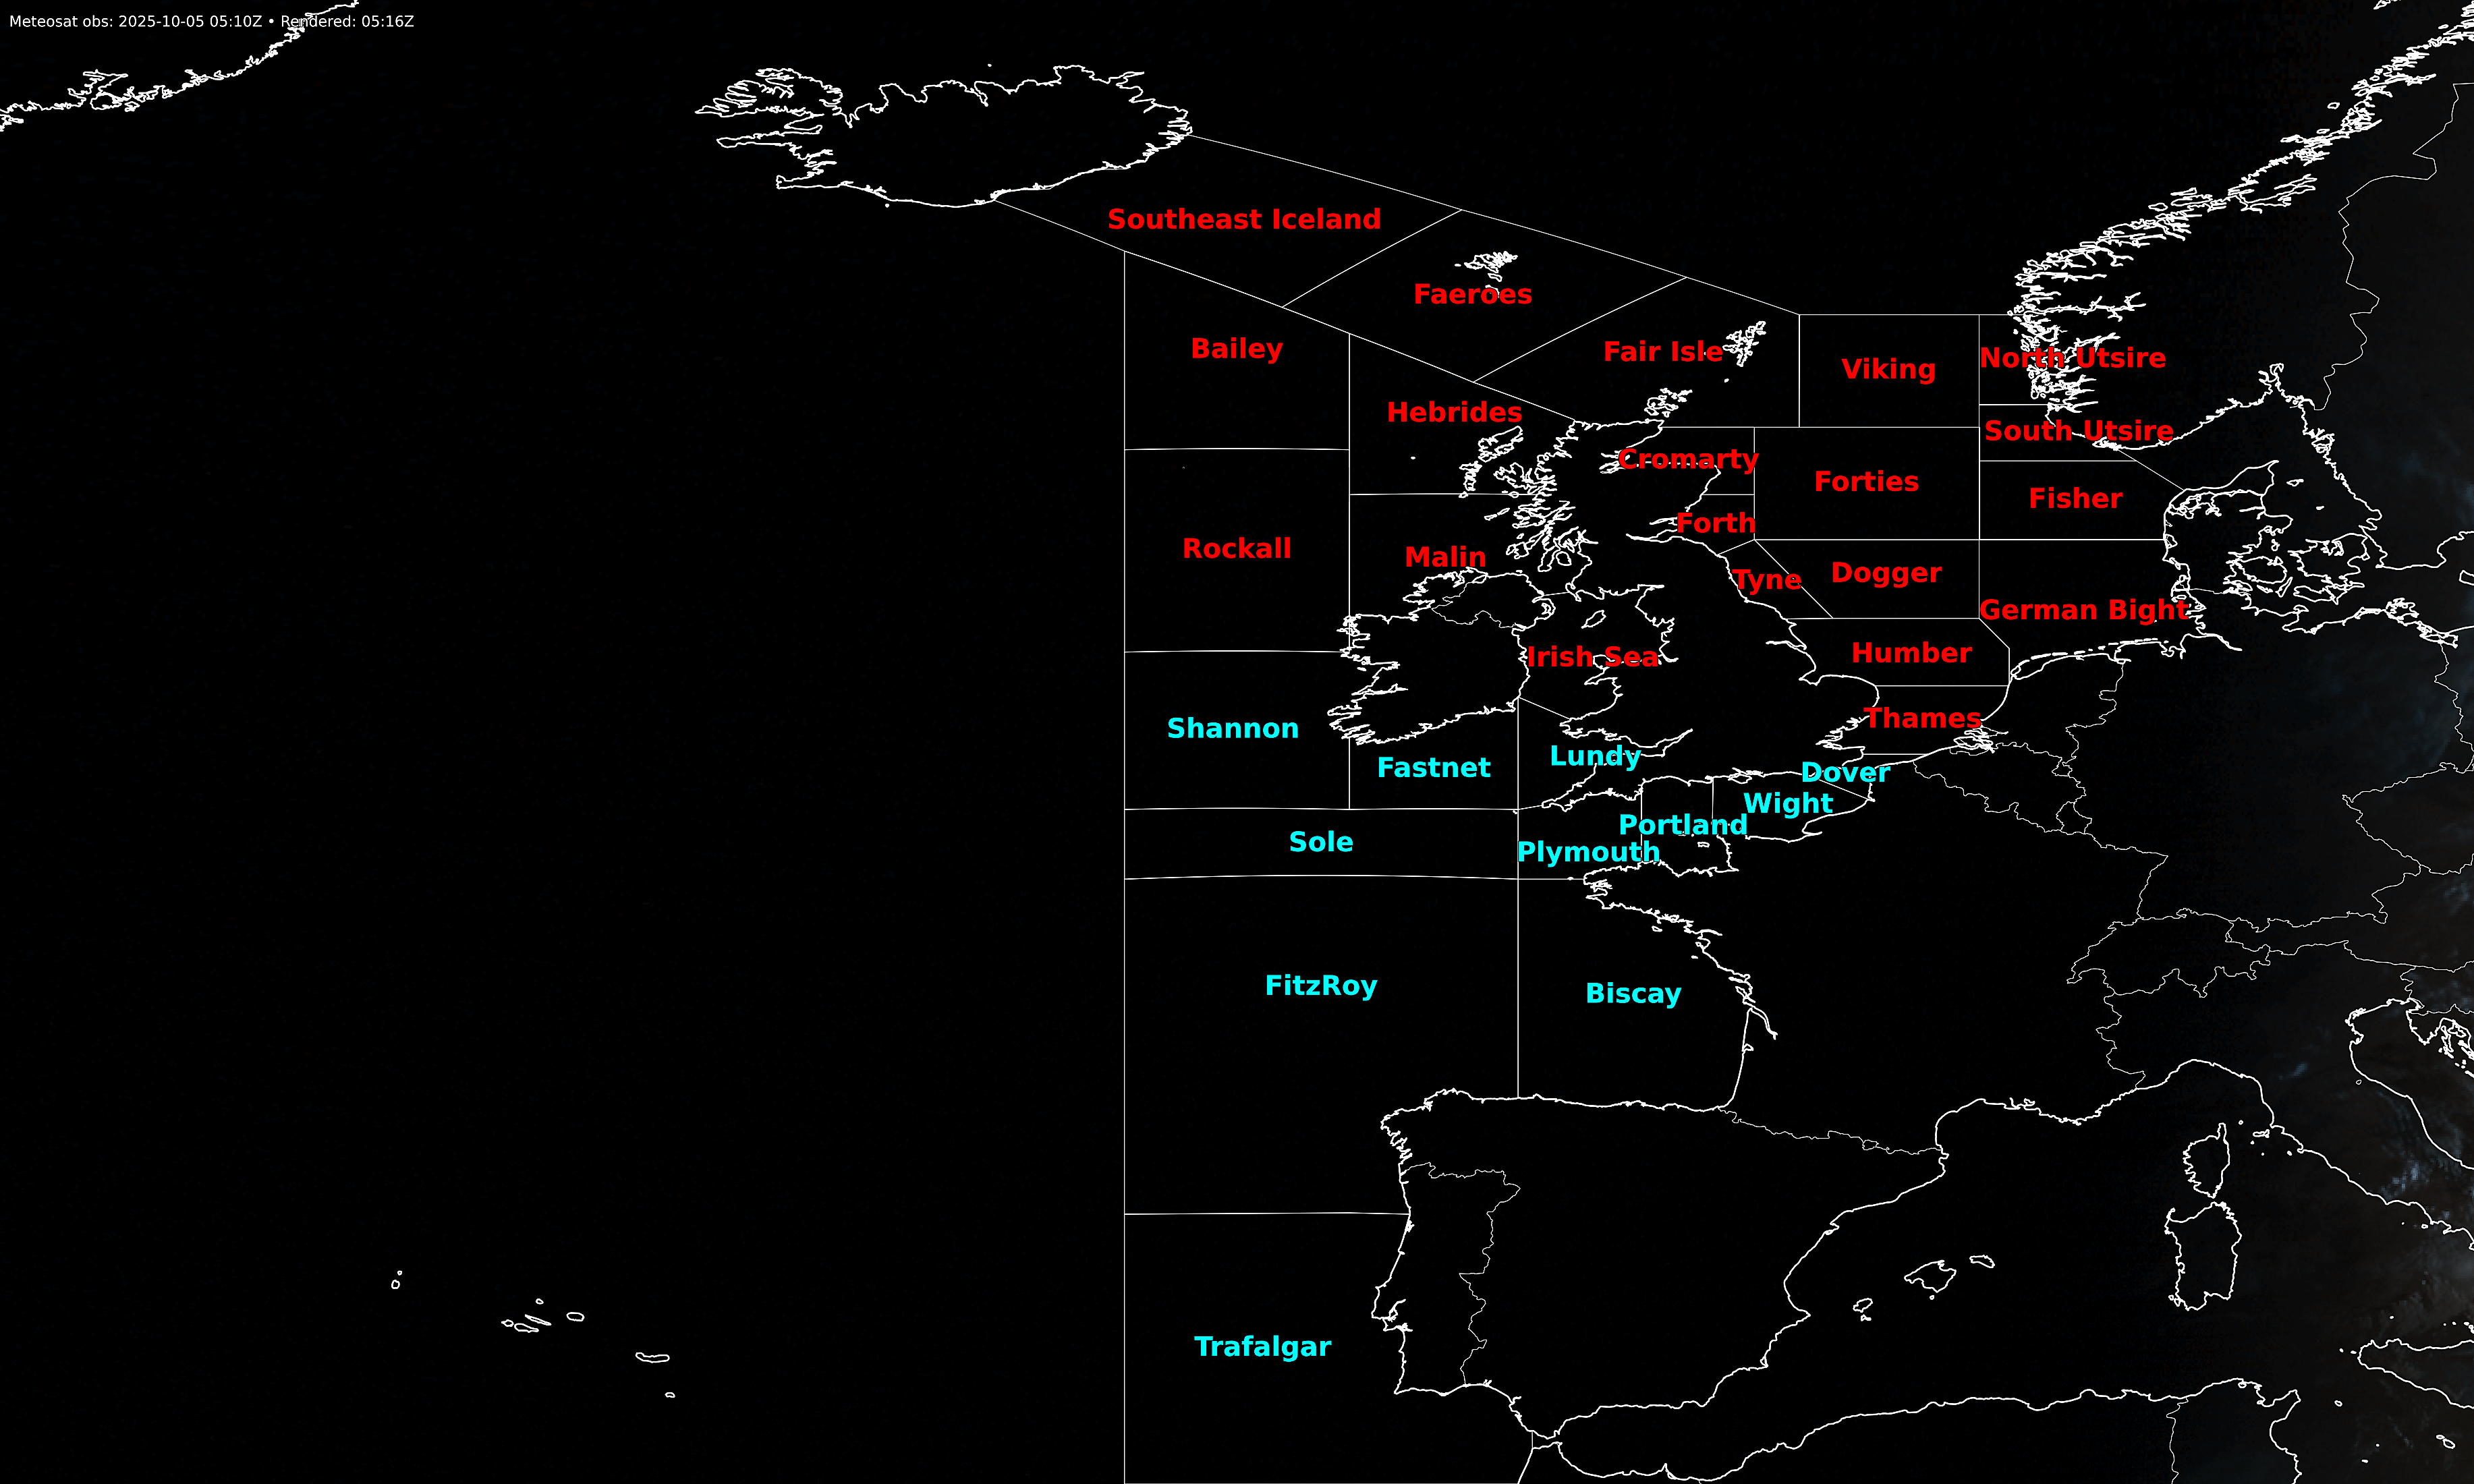 Meteosat obs: 2025-10-05 05:10Z • Rendered: 05:16Z
Southeast Iceland
Faeroes
Bailey
Fair Isle
Viking
North Utsire
Hebrides
South Utsire
Cromarty
Forties
Fisher
Forth
Rockall
Malin
Tyne
Dogger
German Bight
Irish Sea
Humber
Thames
Shannon
Fastnet
Lundy
Dover
Wight
Portland
Sole
Plymouth
FitzRoy
Biscay
Trafalgar